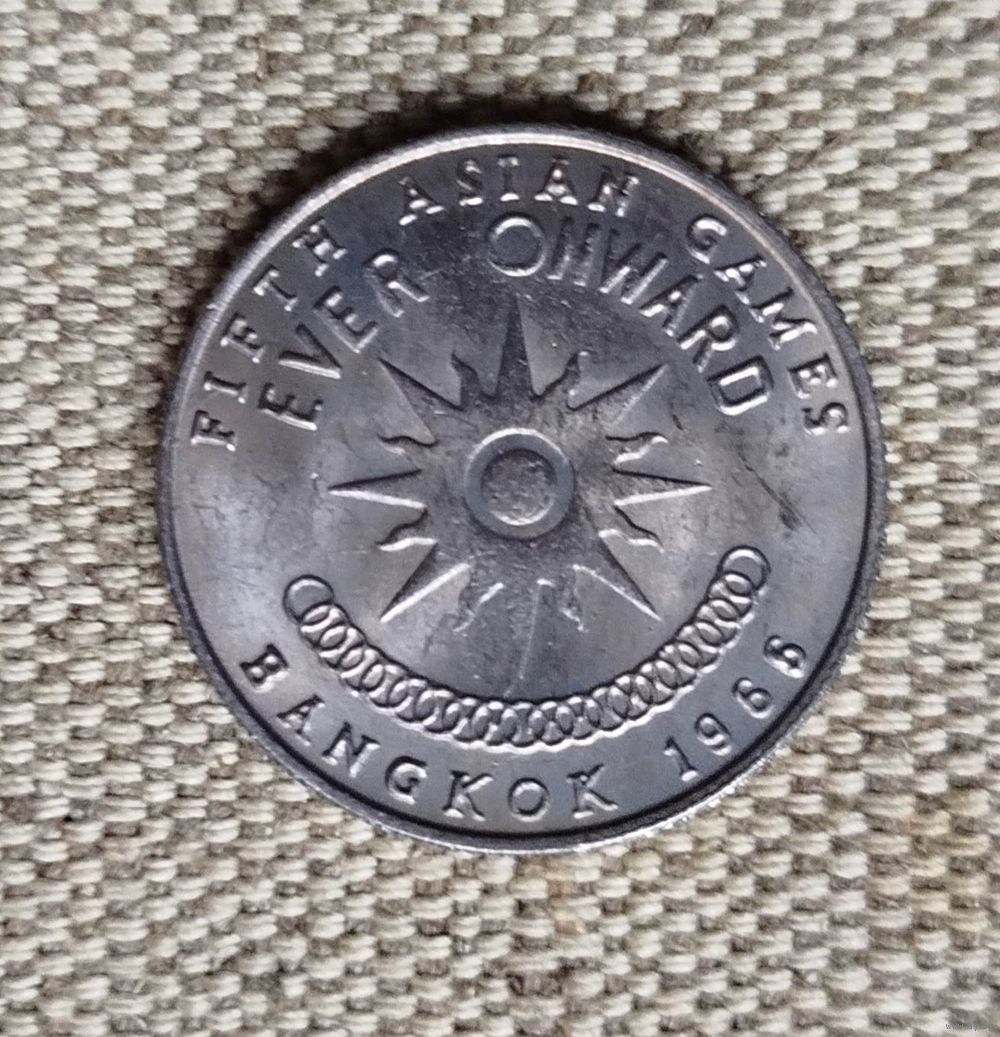 FIFTH ASIAN GAMES
EVER ONWARD
BANGKOK 1966